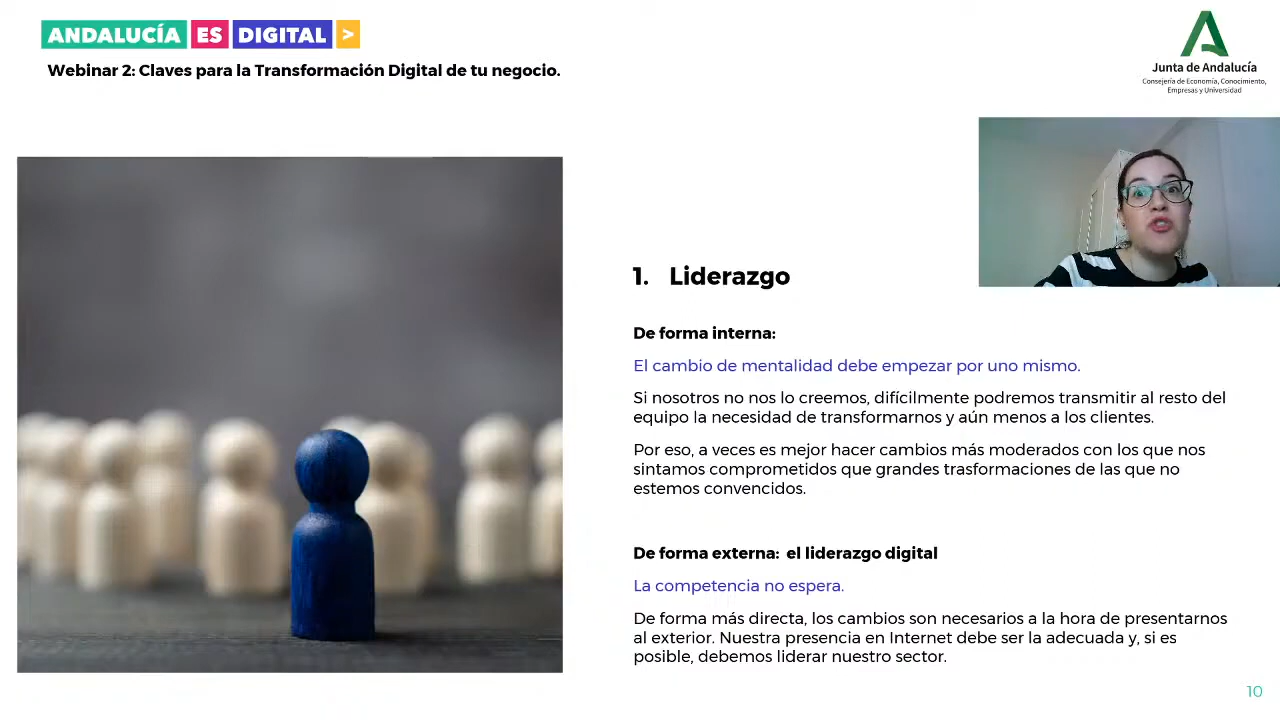 ANDALUCÍA ES DIGITAL >
Webinar 2: Claves para la Transformación Digital de tu negocio.
Junta de Andalucía
Consejería de Economía, Conocimiento,
Empresas y Universidad
1. Liderazgo
De forma interna:
El cambio de mentalidad debe empezar por uno mismo.
Si nosotros no nos lo creemos, difícilmente podremos transmitir al resto del
equipo la necesidad de transformarnos y aún menos a los clientes.
Por eso, a veces es mejor hacer cambios más moderados con los que nos
sintamos comprometidos que grandes trasformaciones de las que no
estemos convencidos.
De forma externa: el liderazgo digital
La competencia no espera.
De forma más directa, los cambios son necesarios a la hora de presentarnos
al exterior. Nuestra presencia en Internet debe ser la adecuada y, si es
posible, debemos liderar nuestro sector.
10